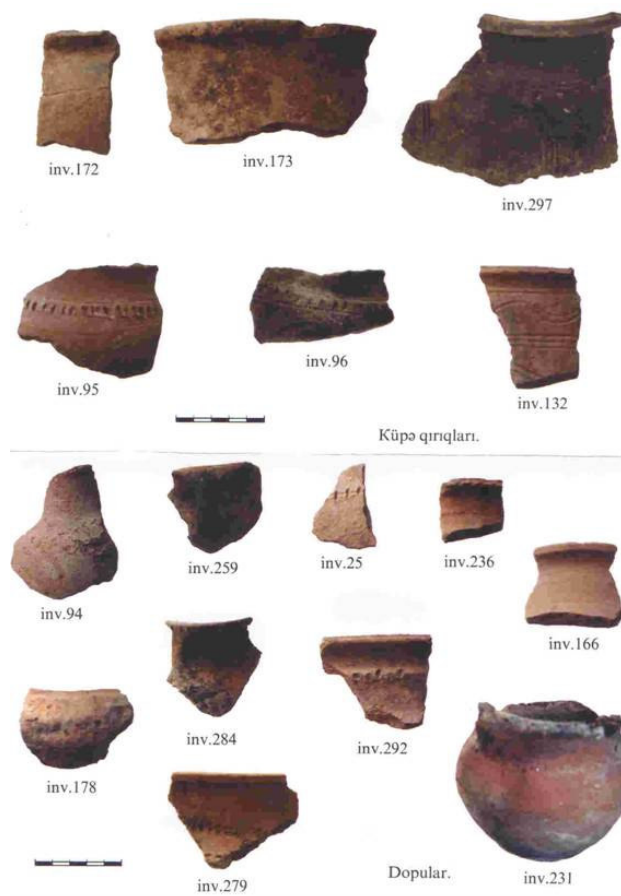 inv.172
inv.173
inv.297
inv.95
inv.96
inv.132
Küpə qırıqları.
inv.94
inv.259
inv.25
inv.236
inv.166
inv.178
inv.284
inv.292
inv.279
Dopular.
inv.231